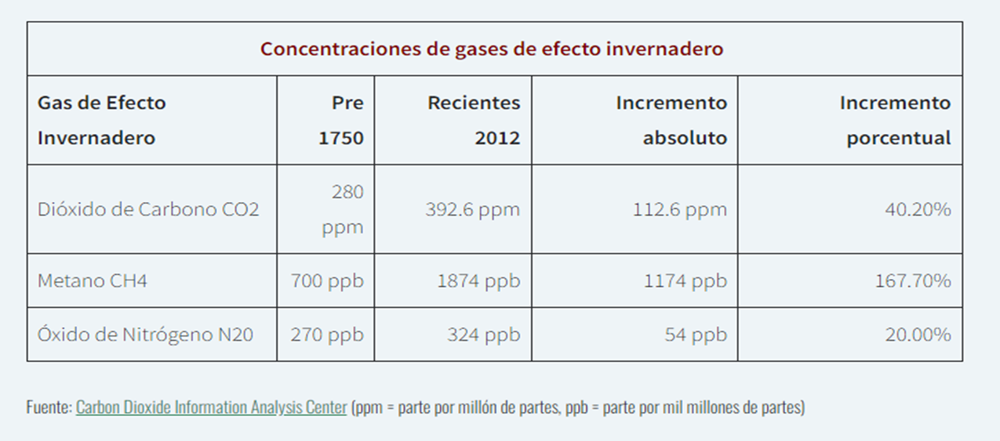 Concentraciones de gases de efecto invernadero
Gas de Efecto
Invernadero
Pre
1750
Recientes
2012
Incremento
absoluto
Incremento
porcentual
Dióxido de Carbono CO2
280
ppm
392.6 ppm
112.6 ppm
40.20%
Metano CH4
700 ppb
1874 ppb
1174 ppb
167.70%
Óxido de Nitrógeno N20
270 ppb
324 ppb
54 ppb
20.00%
Fuente: Carbon Dioxide Information Analysis Center (ppm = parte por millón de partes, ppb = parte por mil millones de partes)